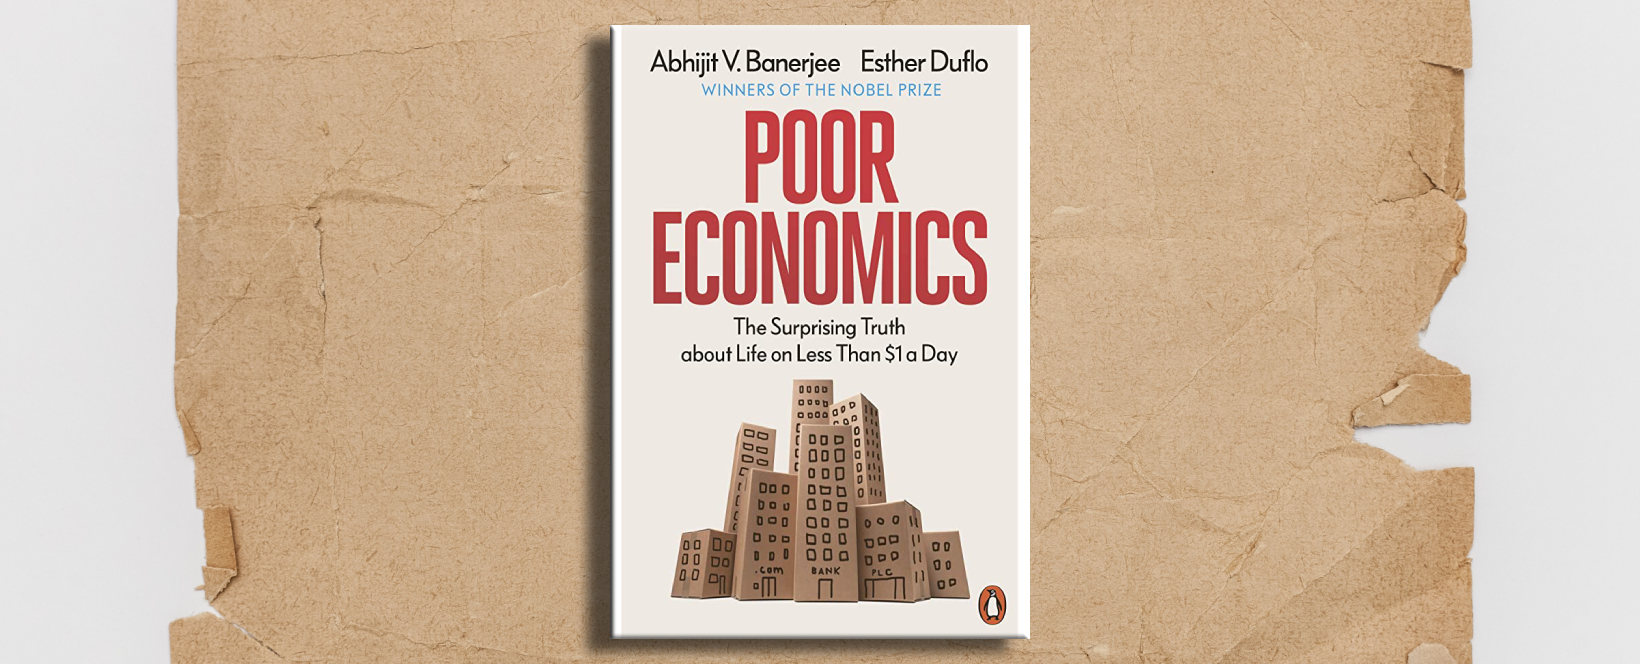 Abhijit V. Banerjee Esther Duflo
WINNERS OF THE NOBEL PRIZE
POOR
ECONOMICS
The Surprising Truth
about Life on Less Than $1 a Day
.COM BANK PLC